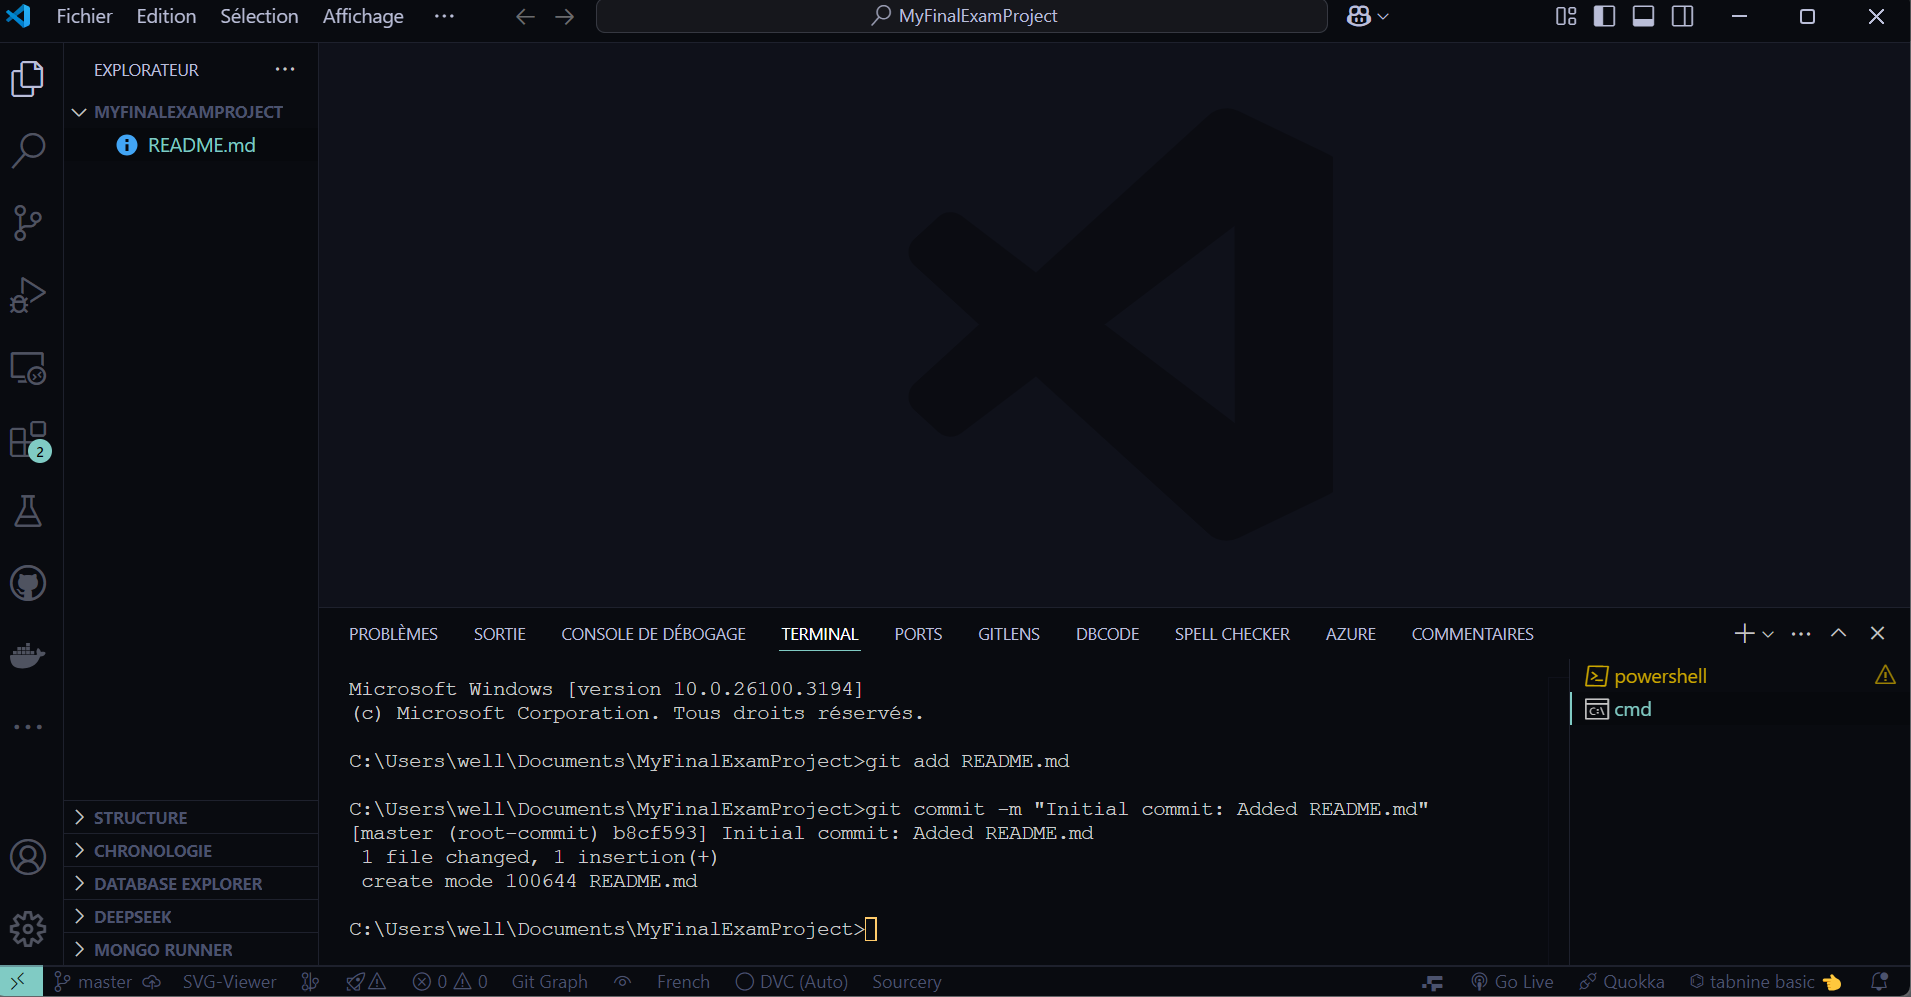 Fichier Edition Sélection Affichage ··· MyFinalExamProject
EXPLORATEUR ···
MYFINALEXAMPROJECT
README.md
2
STRUCTURE
CHRONOLOGIE
DATABASE EXPLORER
DEEPSEEK
MONGO RUNNER
PROBLÈMES SORTIE CONSOLE DE DÉBOGAGE TERMINAL PORTS GITLENS DBCODE SPELL CHECKER AZURE COMMENTAIRES
Microsoft Windows [version 10.0.26100.3194]
(c) Microsoft Corporation. Tous droits réservés.
C:\Users\well\Documents\MyFinalExamProject>git add README.md
C:\Users\well\Documents\MyFinalExamProject>git commit -m "Initial commit: Added README.md"
[master (root-commit) b8cf593] Initial commit: Added README.md
1 file changed, 1 insertion(+)
create mode 100644 README.md
C:\Users\well\Documents\MyFinalExamProject>
powershell
cmd
master SVG-Viewer 0 0 Git Graph French DVC (Auto) Sourcery Go Live Quokka tabnine basic 👈